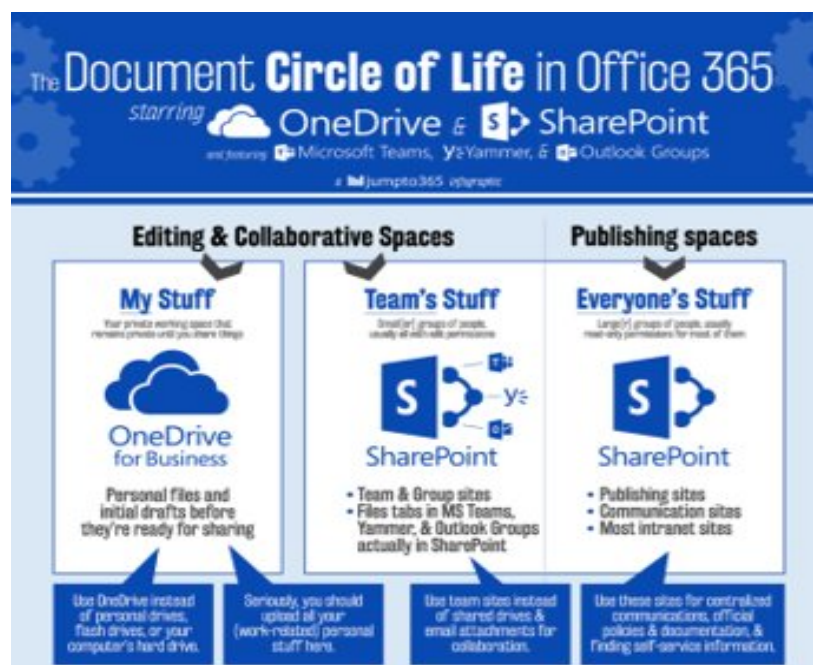 The Document Circle of Life in Office 365
starring OneDrive & SharePoint
and featuring Microsoft Teams, Yammer, & Outlook Groups
a jumpto365 infographic
Editing & Collaborative Spaces
Publishing spaces
My Stuff
Your private working space that
remains private until you share things
OneDrive
for Business
Personal files and
initial drafts before
they're ready for sharing
Team's Stuff
Small(er) groups of people,
usually all with edit permissions
S
SharePoint
• Team & Group sites
• Files tabs in MS Teams,
Yammer, & Outlook Groups
actually in SharePoint
Everyone's Stuff
Large(r) groups of people, usually
read-only permissions for most of them
S
SharePoint
• Publishing sites
• Communication sites
• Most intranet sites
Use OneDrive instead
of personal drives,
flash drives, or your
computer's hard drive.
Seriously, you should
upload all your
(work-related) personal
stuff here.
Use team sites instead
of shared drives &
email attachments for
collaboration.
Use these sites for centralized
communications, official
policies & documentation, &
finding self-service information.